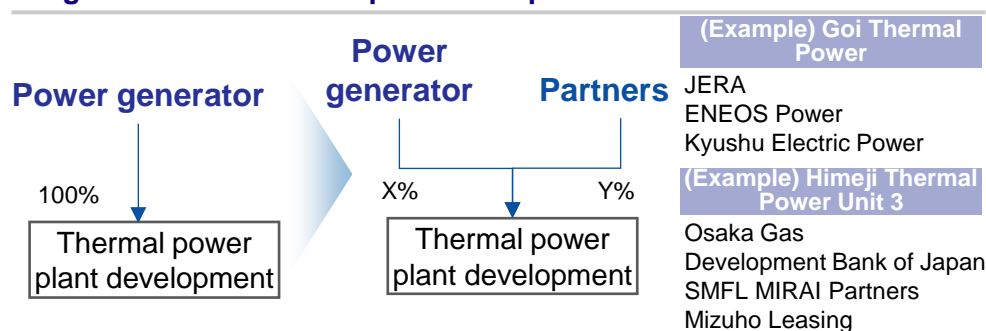 Power generator
100%
Thermal power
plant development
Power
generator
Partners
X%
Y%
Thermal power
plant development
(Example) Goi Thermal
Power
JERA
ENEOS Power
Kyushu Electric Power
(Example) Himeji Thermal
Power Unit 3
Osaka Gas
Development Bank of Japan
SMFL MIRAI Partners
Mizuho Leasing